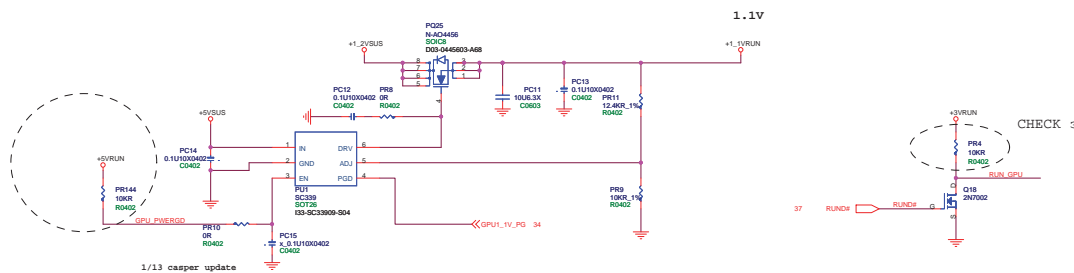 1.1V
PQ25
N-AO4456
SOIC8
D03-0445603-A68
+1_2VSUS
+1_1VRUN
8
7
6
5
3
2
1
4
PC12
0.1U10X0402
C0402
PR8
0R
R0402
PC11
10U6.3X
C0603
PC13
0.1U10X0402
C0402
PR11
12.4KR_1%
R0402
+5VSUS
PC14
0.1U10X0402
C0402
1
2
3
IN
GND
EN
DRV
ADJ
PGD
6
5
4
PU1
SC339
SOT26
I33-SC33909-S04
+5VRUN
PR144
10KR
R0402
GPU_PWERGD
PR10
0R
R0402
PC15
x_0.1U10X0402
C0402
PR9
10KR_1%
R0402
GPU1_1V_PG 34
1/13 casper update
+3VRUN
CHECK 3
PR4
10KR
R0402
RUN_GPU
Q18
2N7002
D
G
S
37 RUND# RUND#